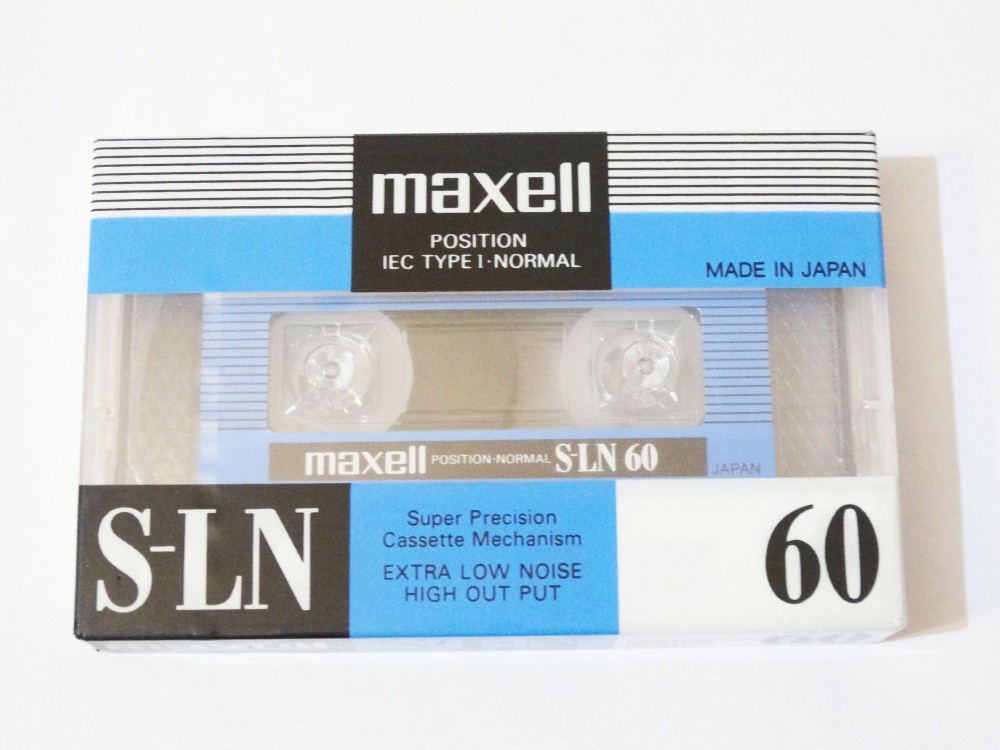 maxell
POSITION
IEC TYPE I·NORMAL
MADE IN JAPAN
maxell POSITION-NORMAL S-LN 60
JAPAN
S-LN
Super Precision
Cassette Mechanism
EXTRA LOW NOISE
HIGH OUT PUT
60